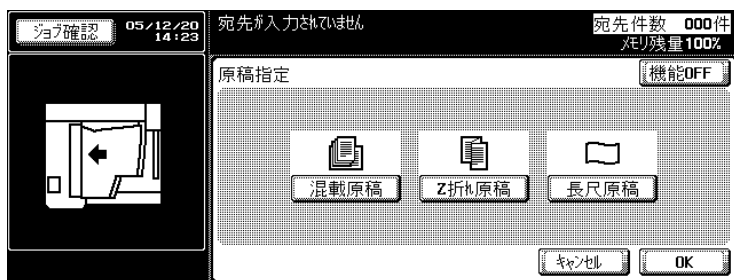 ｼﾞｮﾌﾞ確認
05/12/20
14:23
宛先が入力されていません
宛先件数 000件
ﾒﾓﾘ残量100%
原稿指定
機能OFF
混載原稿
Z折れ原稿
長尺原稿
ｷｬﾝｾﾙ
OK